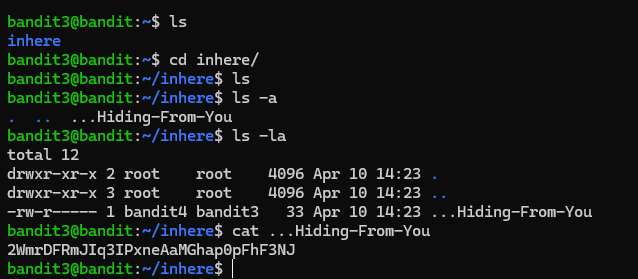 bandit3@bandit:~$ ls
inhere
bandit3@bandit:~$ cd inhere/
bandit3@bandit:~/inhere$ ls
bandit3@bandit:~/inhere$ ls -a
.  ..  ...Hiding-From-You
bandit3@bandit:~/inhere$ ls -la
total 12
drwxr-xr-x 2 root    root    4096 Apr 10 14:23 .
drwxr-xr-x 3 root    root    4096 Apr 10 14:23 ..
-rw-r----- 1 bandit4 bandit3   33 Apr 10 14:23 ...Hiding-From-You
bandit3@bandit:~/inhere$ cat ...Hiding-From-You
2WmrDFRmJIq3IPxneAaMGhap0pFhF3NJ
bandit3@bandit:~/inhere$